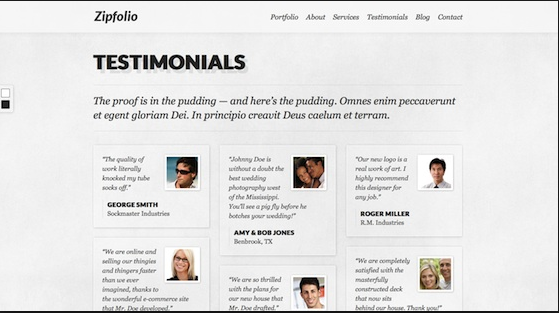 Zipfolio
Portfolio About Services Testimonials Blog Contact
TESTIMONIALS
The proof is in the pudding — and here's the pudding. Omnes enim peccaverunt
et egent gloriam Dei. In principio creavit Deus caelum et terram.
"The quality of
work literally
knocked my tube
socks off."
GEORGE SMITH
Sockmaster Industries
"Johnny Doe is
without a doubt the
best wedding
photography west
of the Mississippi.
You'll see a pig fly before he
botches your wedding!"
AMY & BOB JONES
Benbrook, TX
"Our new logo is a
real work of art. I
highly recommend
this designer for
any job."
ROGER MILLER
R.M. Industries
"We are online and
selling our thingies
and thingers faster
than we ever
imagined, thanks to
the wonderful e-commerce site
that Mr. Doe developed."
"We are so thrilled
with the plans for
our new house that
Mr. Doe drafted."
"We are completely
satisfied with the
masterfully
constructed deck
that now sits
behind our house. Thank you!"